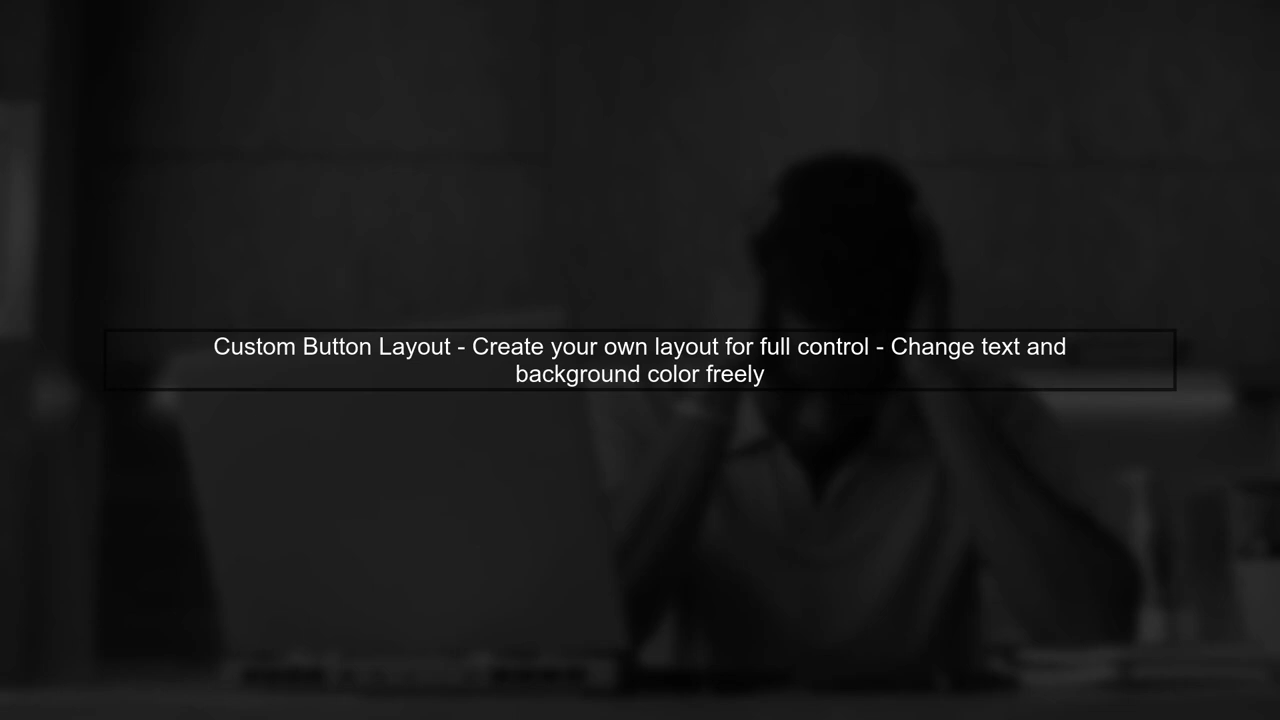 Custom Button Layout - Create your own layout for full control - Change text and
background color freely